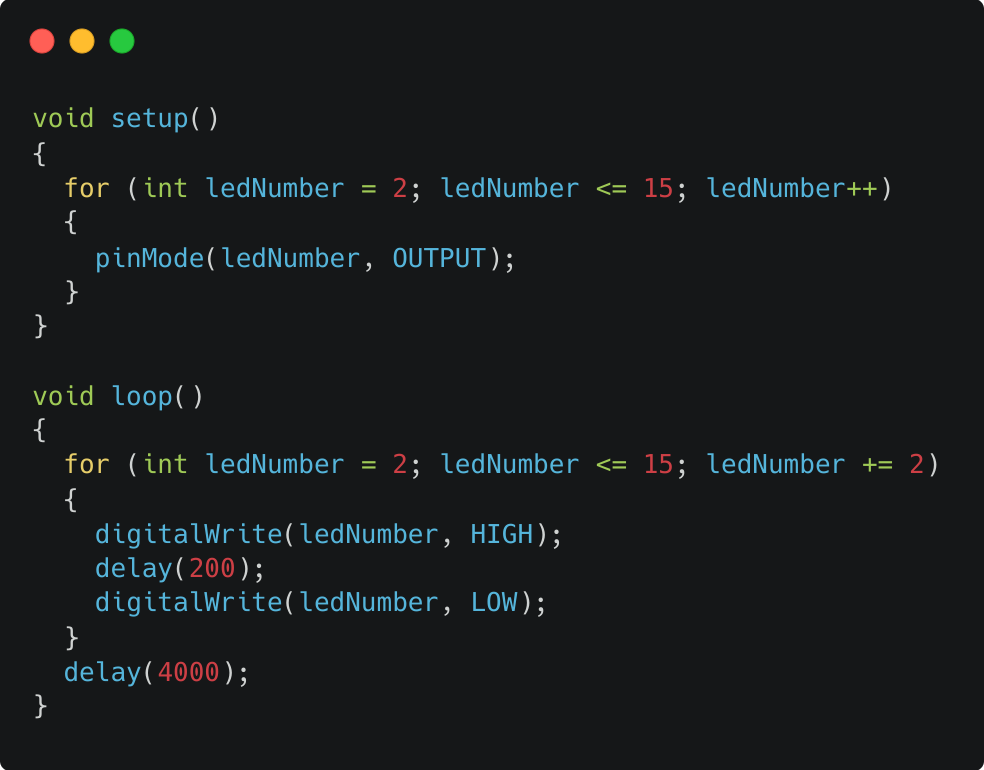 void setup()
{
  for (int ledNumber = 2; ledNumber <= 15; ledNumber++)
  {
    pinMode(ledNumber, OUTPUT);
  }
}

void loop()
{
  for (int ledNumber = 2; ledNumber <= 15; ledNumber += 2)
  {
    digitalWrite(ledNumber, HIGH);
    delay(200);
    digitalWrite(ledNumber, LOW);
  }
  delay(4000);
}